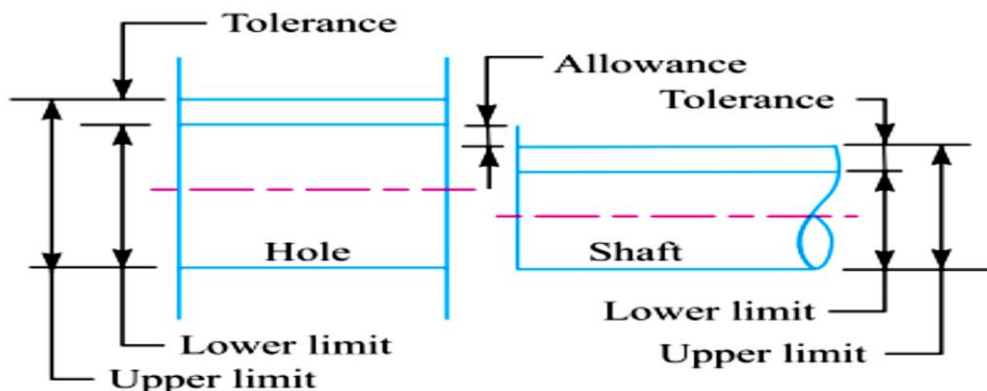 Tolerance
Allowance
Tolerance
Hole
Shaft
Lower limit
Lower limit
Upper limit
Upper limit